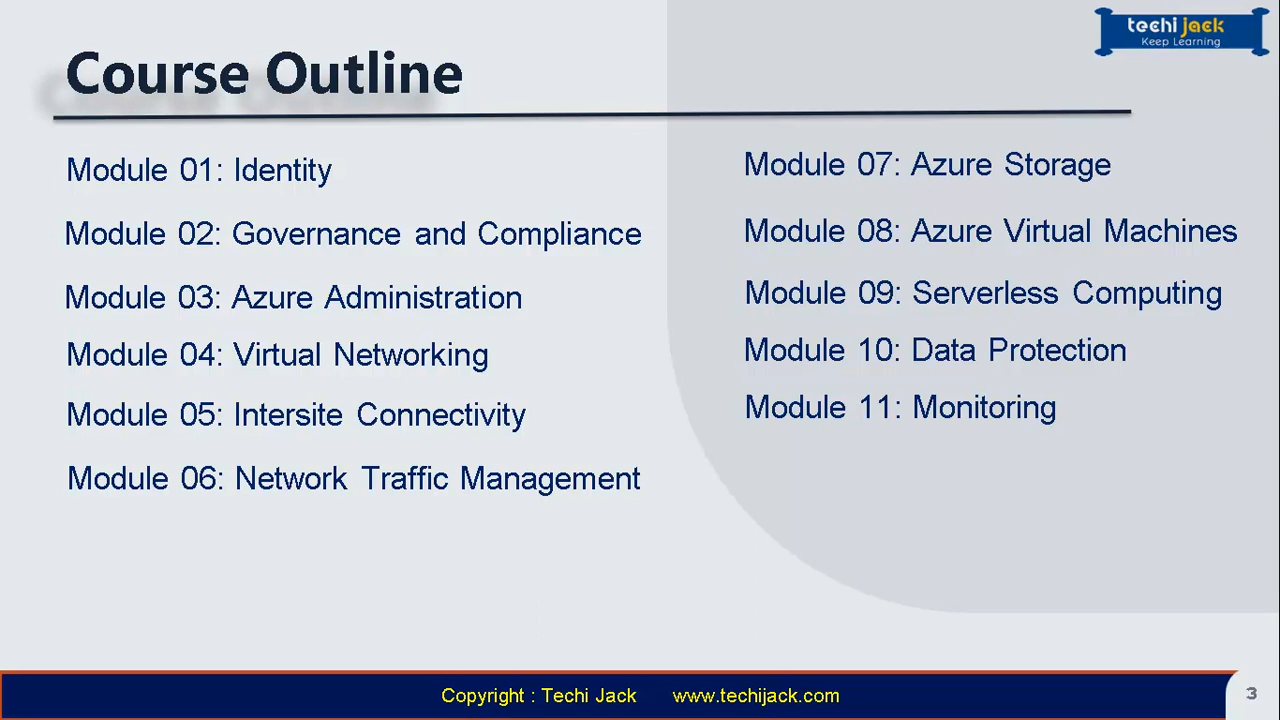 techi jack
Keep Learning
Course Outline
Module 01: Identity
Module 02: Governance and Compliance
Module 03: Azure Administration
Module 04: Virtual Networking
Module 05: Intersite Connectivity
Module 06: Network Traffic Management
Module 07: Azure Storage
Module 08: Azure Virtual Machines
Module 09: Serverless Computing
Module 10: Data Protection
Module 11: Monitoring
Copyright : Techi Jack www.techijack.com
3